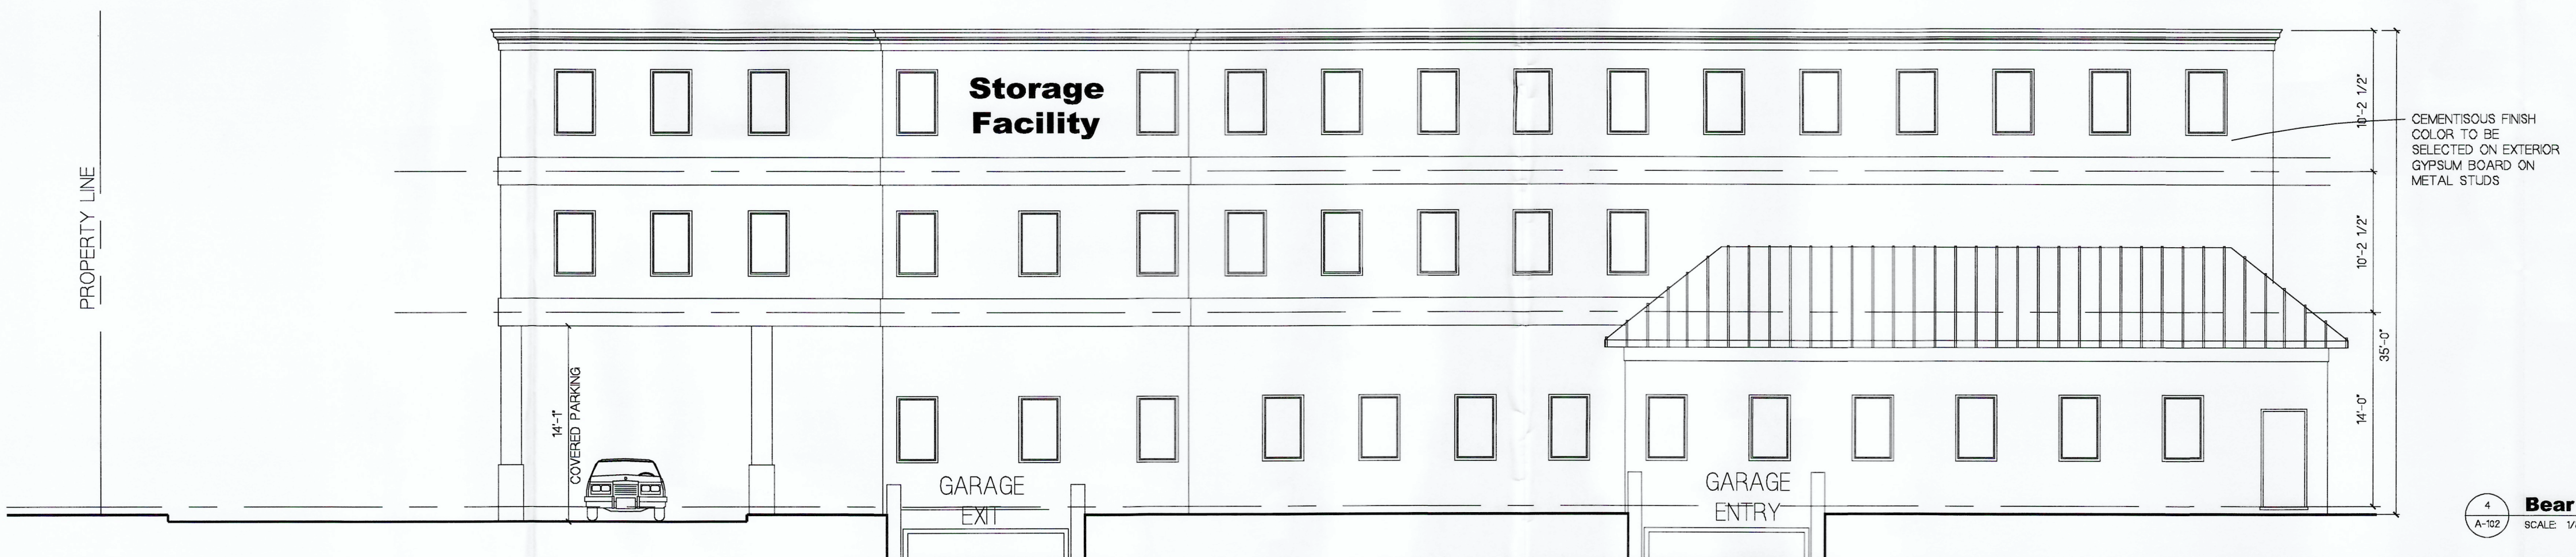 PROPERTY LINE
Storage
Facility
10'-2 1/2"
CEMENTISOUS FINISH
COLOR TO BE
SELECTED ON EXTERIOR
GYPSUM BOARD ON
METAL STUDS
10'-2 1/2"
35'-0"
14'-0"
14'-1"
COVERED PARKING
GARAGE
EXIT
GARAGE
ENTRY
4
A-102
Bear
SCALE: 1/